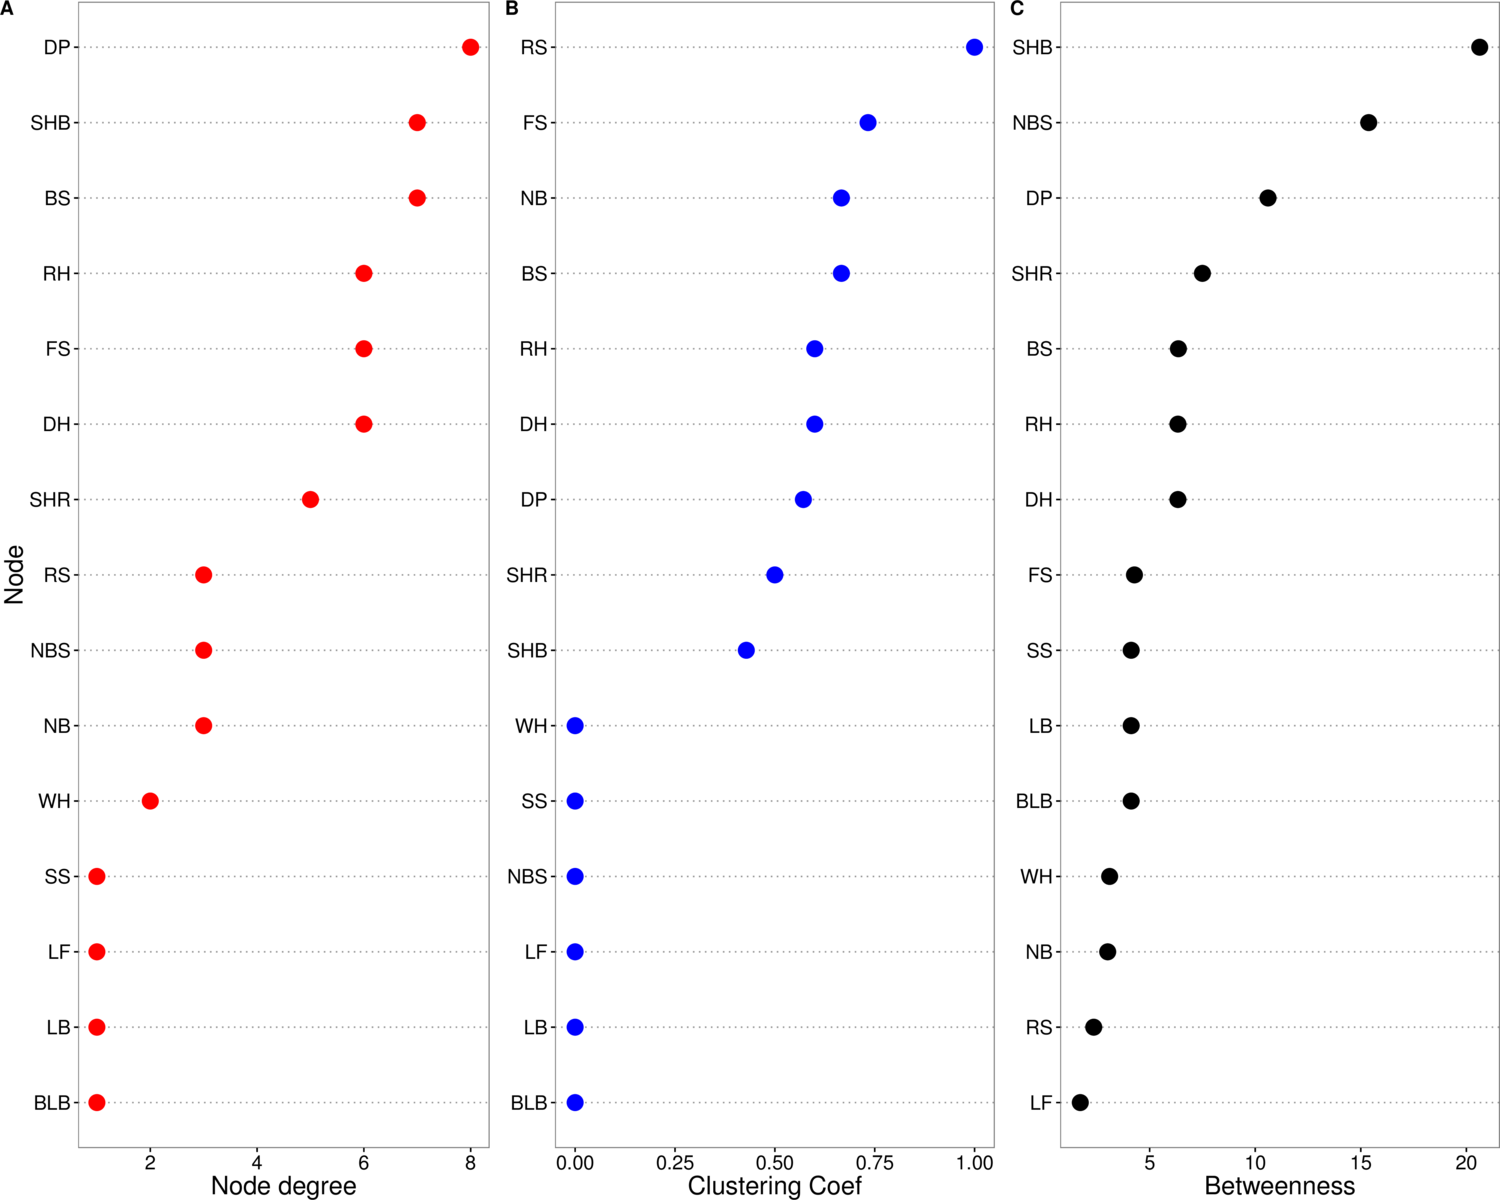 A
DP
SHB
BS
RH
FS
DH
SHR
RS
NBS
NB
WH
SS
LF
LB
BLB
Node
2 4 6 8
Node degree
B
RS
FS
NB
BS
RH
DH
DP
SHR
SHB
WH
SS
NBS
LF
LB
BLB
0.00 0.25 0.50 0.75 1.00
Clustering Coef
C
SHB
NBS
DP
SHR
BS
RH
DH
FS
SS
LB
BLB
WH
NB
RS
LF
5 10 15 20
Betweenness